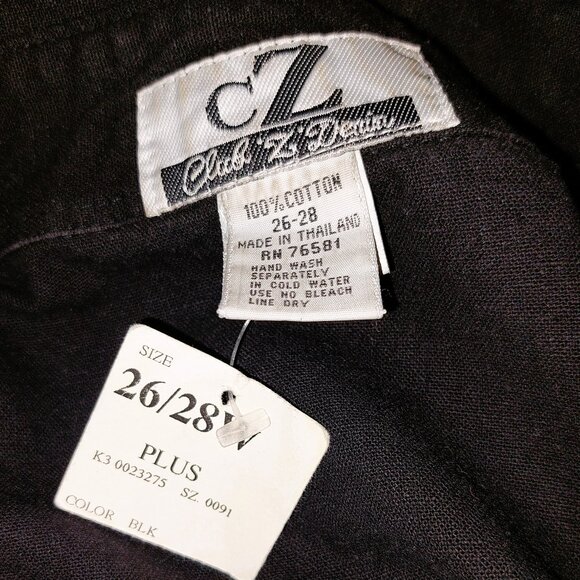 CZ
Club "Z" Denim
100% COTTON
26-28
MADE IN THAILAND
RN 76581
HAND WASH
SEPARATELY
IN COLD WATER
USE NO BLEACH
LINE DRY
SIZE
26/28W
PLUS
K3 0023275 SZ. 0091
COLOR BLK